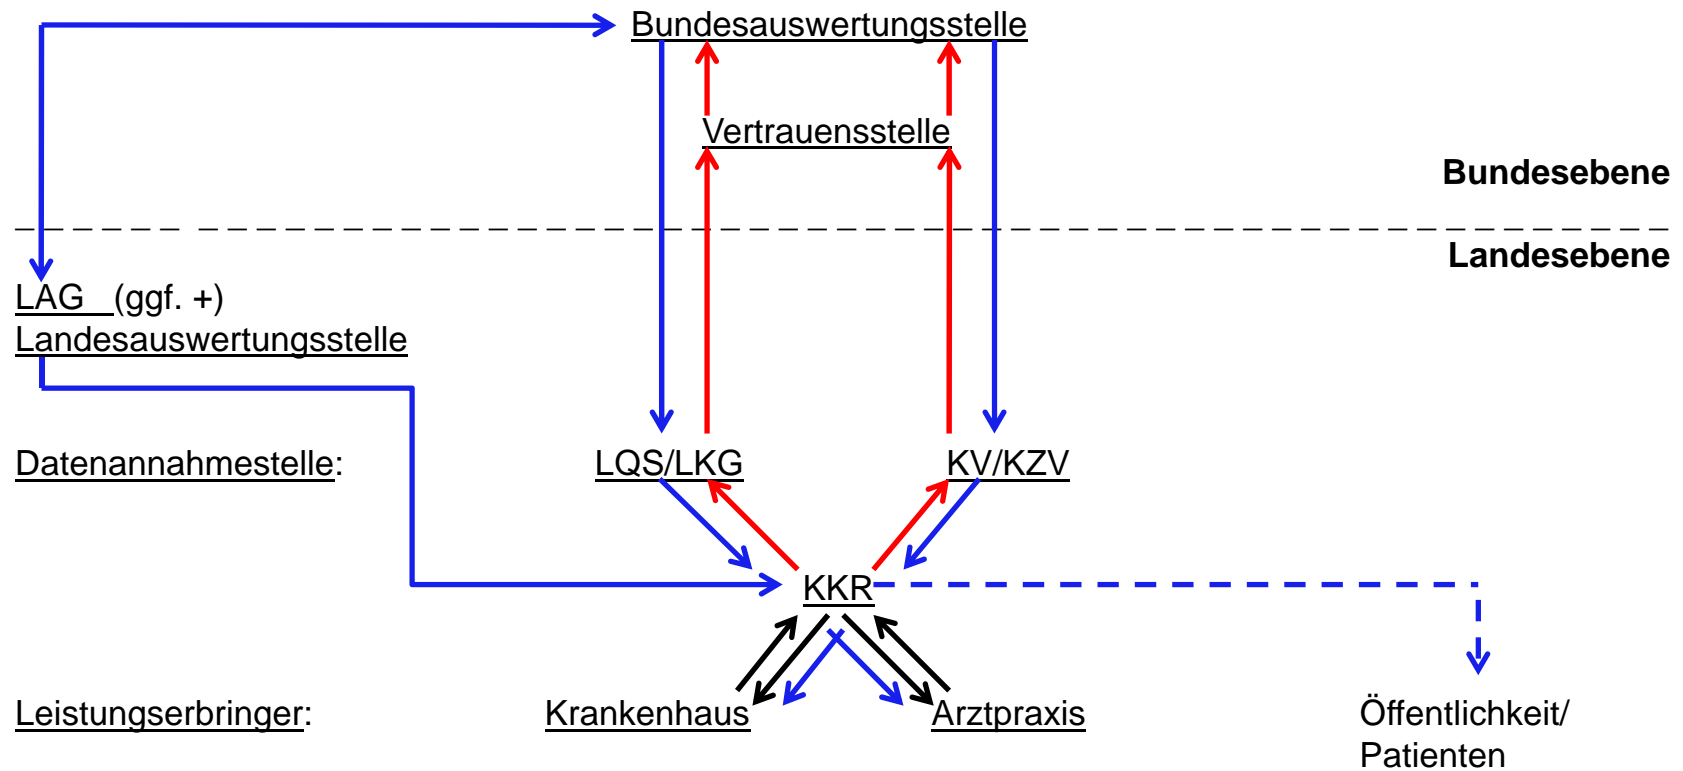 Bundesauswertungsstelle
Vertrauensstelle
Bundesebene
Landesebene
LAG (ggf. +)
Landesauswertungsstelle
Datenannahmestelle: LQS/LKG KV/KZV
KKR
Leistungserbringer: Krankenhaus Arztpraxis Öffentlichkeit/
Patienten